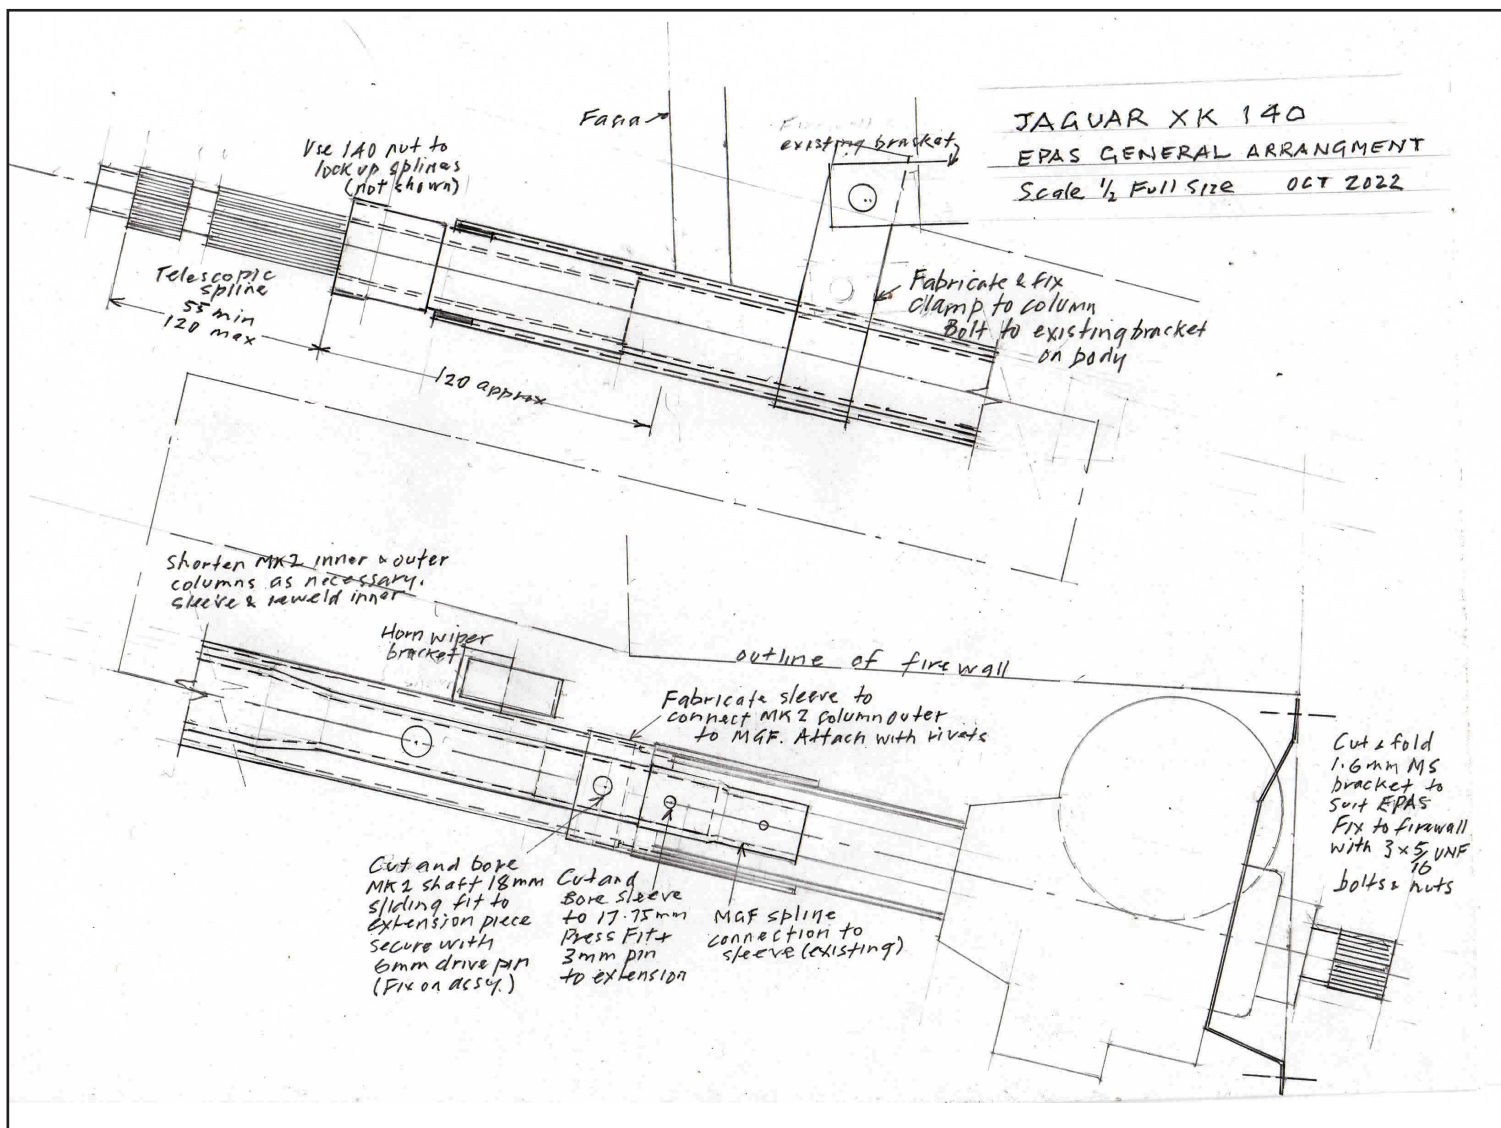 JAGUAR XK 140
EPAS GENERAL ARRANGMENT
Scale 1/2 Full Size OCT 2022
Facia
existing bracket
Use 140 nut to
lock up splines
(not shown)
Telescopic
spline
55 min
120 max
120 approx
Fabricate & fix
clamp to column
Bolt to existing bracket
on body
Shorten MK2 inner & outer
columns as necessary.
Sleeve & reweld inner
Horn wiper
bracket
outline of firewall
Fabricate sleeve to
connect MK2 column outer
to MGF. Attach with rivets
Cut & fold
1.6mm MS
bracket to
suit EPAS
Fix to firewall
with 3 x 5/16 UNF
bolts & nuts
Cut and bore
MK2 shaft 18mm
sliding fit to
extension piece
secure with
6mm drive pin
(Fix on assy.)
Cut and
Bore sleeve
to 17.75mm
Press Fit +
3mm pin
to extension
MGF spline
connection to
sleeve (existing)